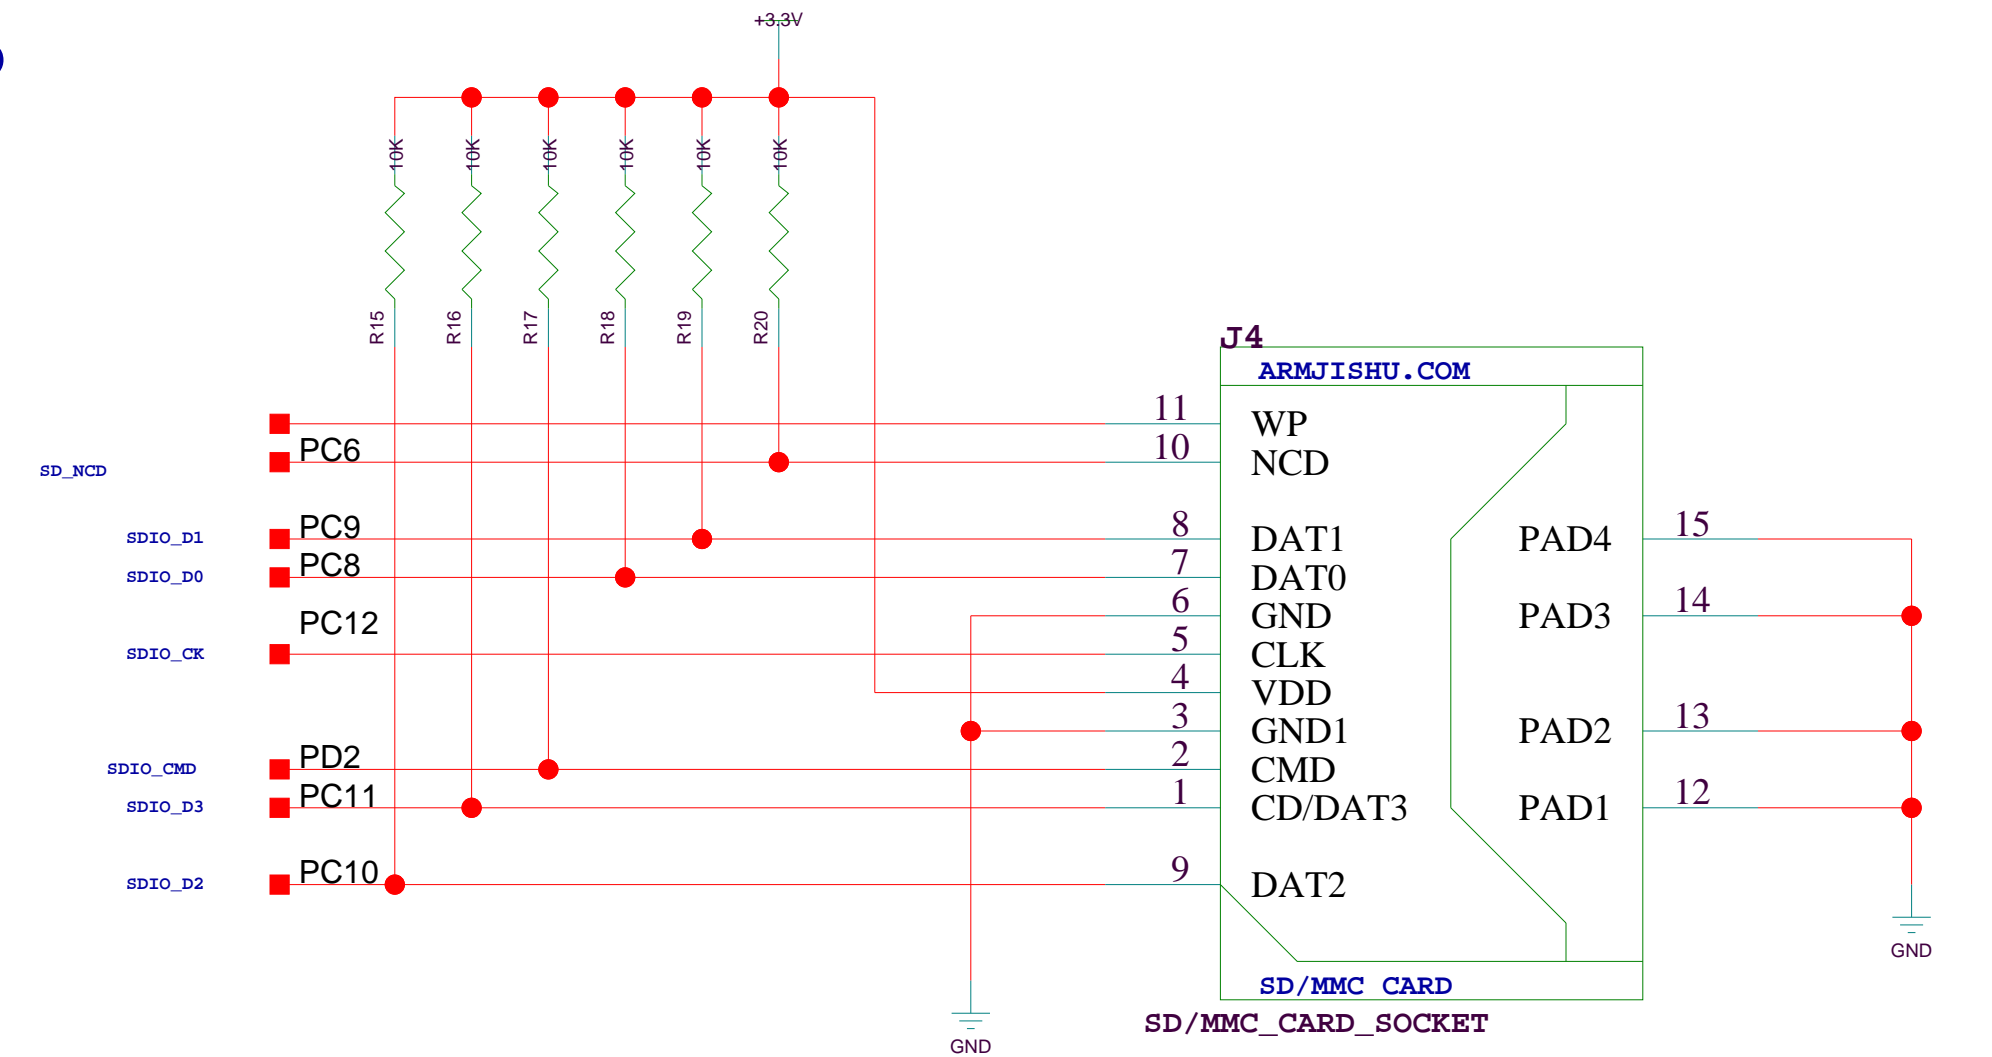 +3.3V
10K
10K
10K
10K
10K
10K
R15
R16
R17
R18
R19
R20
J4
ARMJISHU.COM
11 WP
PC6
SD_NCD
10 NCD
SDIO_D1 PC9 8 DAT1
PAD4 15
SDIO_D0 PC8 7 DAT0
PC12
6 GND
PAD3 14
SDIO_CK 5 CLK
4 VDD
3 GND1
PAD2 13
SDIO_CMD PD2 2 CMD
SDIO_D3 PC11 1 CD/DAT3
PAD1 12
SDIO_D2 PC10 9 DAT2
GND
SD/MMC CARD
SD/MMC_CARD_SOCKET
GND